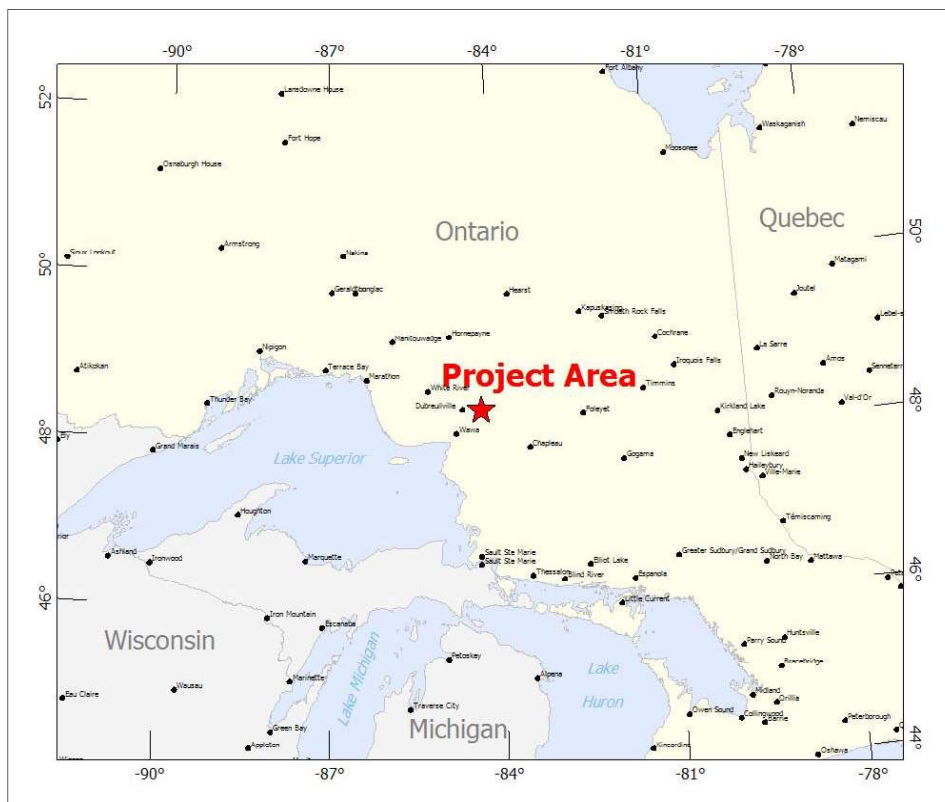 -90° -87° -84° -81° -78°
Fort Albany
52°
Lansdowne House
Nemiscau
Waskaganish
Fort Hope
Moosonee
Osnaburgh House
Ontario
Quebec
50°
Armstrong
Sioux Lookout
Nakina
50°
Matagami
Geraldton
Longlac
Hearst
Joutel
Kapuskasing
Smooth Rock Falls
Lebel-s
Manitouwadge
Hornepayne
Cochrane
La Sarre
Nipigon
Iroquois Falls
Amos
Atikokan
Terrace Bay
Marathon
Project Area
Senneterr
White River
Timmins
Rouyn-Noranda
Val-d'Or
48°
Thunder Bay
Dubreuilville
Foleyet
Kirkland Lake
48°
Ely
Wawa
Englehart
Grand Marais
Lake Superior
Chapleau
Gogama
New Liskeard
Haileybury
Ville-Marie
Houghton
Témiscaming
Ashland
Ironwood
Marquette
Sault Ste Marie
Sault Ste Marie
Elliot Lake
Greater Sudbury/Grand Sudbury
North Bay
Mattawa
Thessalon
Blind River
Espanola
46°
46°
Little Current
Iron Mountain
Escanaba
Huntsville
Wisconsin
Parry Sound
Petoskey
Lake Michigan
Lake
Huron
Bracebridge
Alpena
Marinette
Wausau
Midland
Eau Claire
Orillia
Traverse City
Owen Sound
Collingwood
Barrie
Peterborough
Michigan
Green Bay
44°
Appleton
Kincardine
Oshawa
-90° -87° -84° -81° -78°